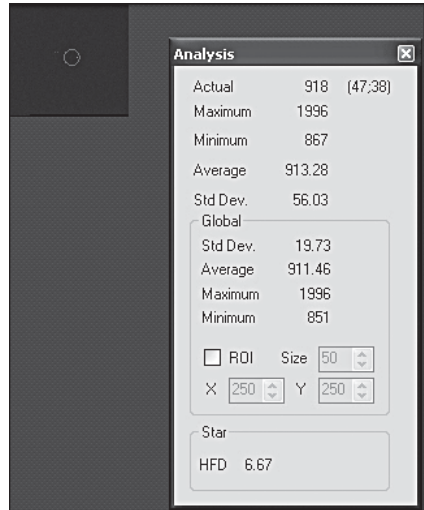 Analysis
Actual 918 (47;38)
Maximum 1996
Minimum 867
Average 913.28
Std Dev. 56.03
Global
Std Dev. 19.73
Average 911.46
Maximum 1996
Minimum 851
ROI Size 50
X 250 Y 250
Star
HFD 6.67